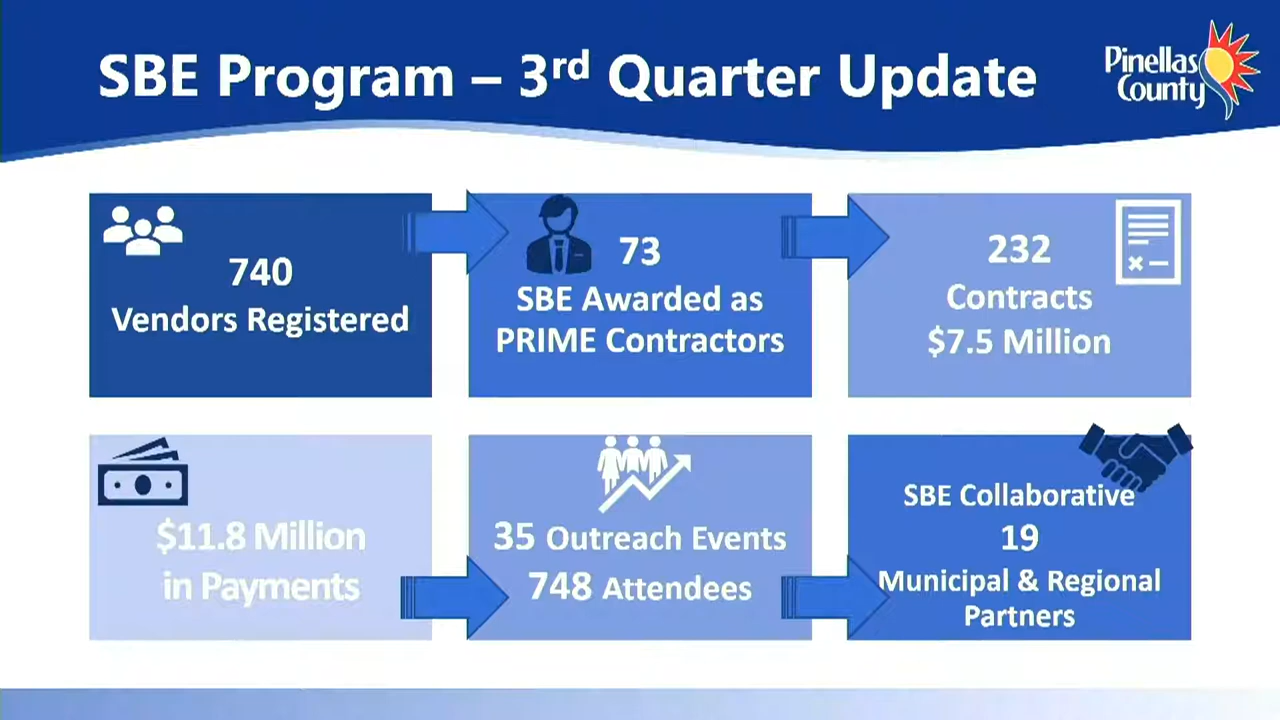 SBE Program – 3rd Quarter Update
Pinellas
County
740
Vendors Registered
73
SBE Awarded as
PRIME Contractors
232
Contracts
$7.5 Million
$11.8 Million
in Payments
35 Outreach Events
748 Attendees
SBE Collaborative
19
Municipal & Regional
Partners